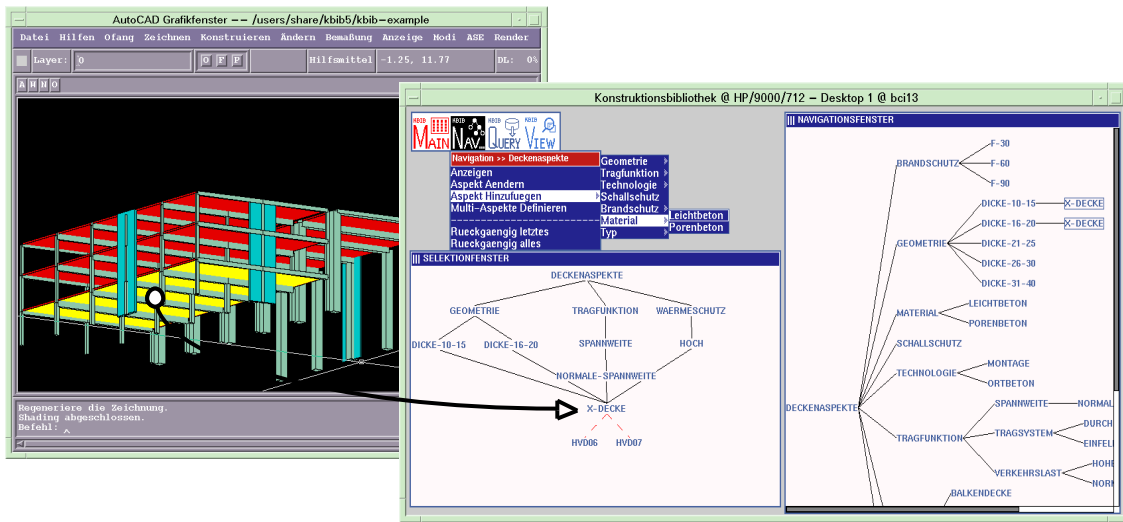 AutoCAD Grafikfenster -- /users/share/kbib5/kbib-example
Datei Hilfen Ofang Zeichnen Konstruieren Ändern Bemaßung Anzeige Modi ASE Render
Layer: 0 O F P Hilfsmittel -1.25, 11.77 DL: 0%
A N N O
Regeneriere die Zeichnung.
Shading abgeschlossen.
Befehl: ^
Konstruktionsbibliothek @ HP/9000/712 - Desktop 1 @ bci13
KBIB MAIN KBIB NAV... KBIB QUERY KBIB VIEW
Navigation >> Deckenaspekte
Anzeigen
Aspekt Aendern
Aspekt Hinzufuegen
Multi-Aspekte Definieren
Rueckgaengig letztes
Rueckgaengig alles
Geometrie
Tragfunktion
Technologie
Schallschutz
Brandschutz
Material
Typ
Leichtbeton
Porenbeton
SELEKTIONFENSTER
DECKENASPEKTE
GEOMETRIE TRAGFUNKTION WAERMESCHUTZ
DICKE-10-15 DICKE-16-20 SPANNWEITE HOCH
NORMALE-SPANNWEITE
X-DECKE
HVD06 HVD07
NAVIGATIONSFENSTER
F-30
BRANDSCHUTZ F-60
F-90
DICKE-10-15 X-DECKE
DICKE-16-20 X-DECKE
GEOMETRIE DICKE-21-25
DICKE-26-30
DICKE-31-40
LEICHTBETON
MATERIAL
PORENBETON
SCHALLSCHUTZ
MONTAGE
TECHNOLOGIE
ORTBETON
SPANNWEITE NORMAL
DECKENASPEKTE
DURCH
TRAGFUNKTION TRAGSYSTEM
EINFEL
HOHE
VERKEHRSLAST
NORM
BALKENDECKE